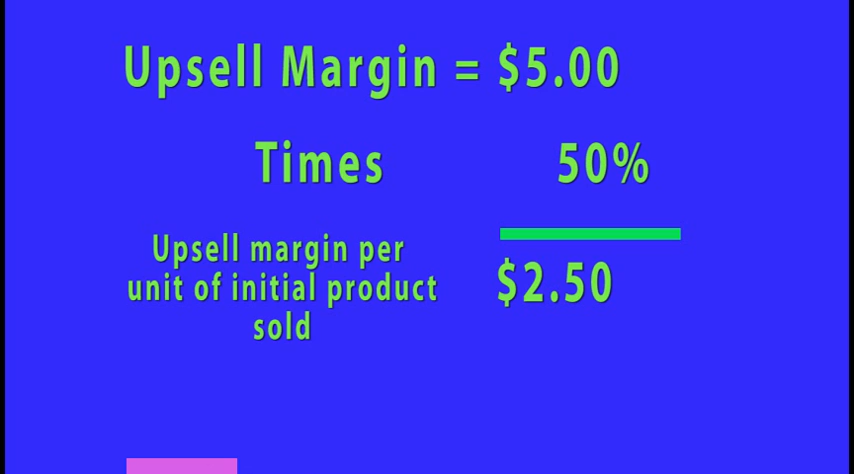 Upsell Margin = $5.00
Times 50%
Upsell margin per
unit of initial product
sold
$2.50